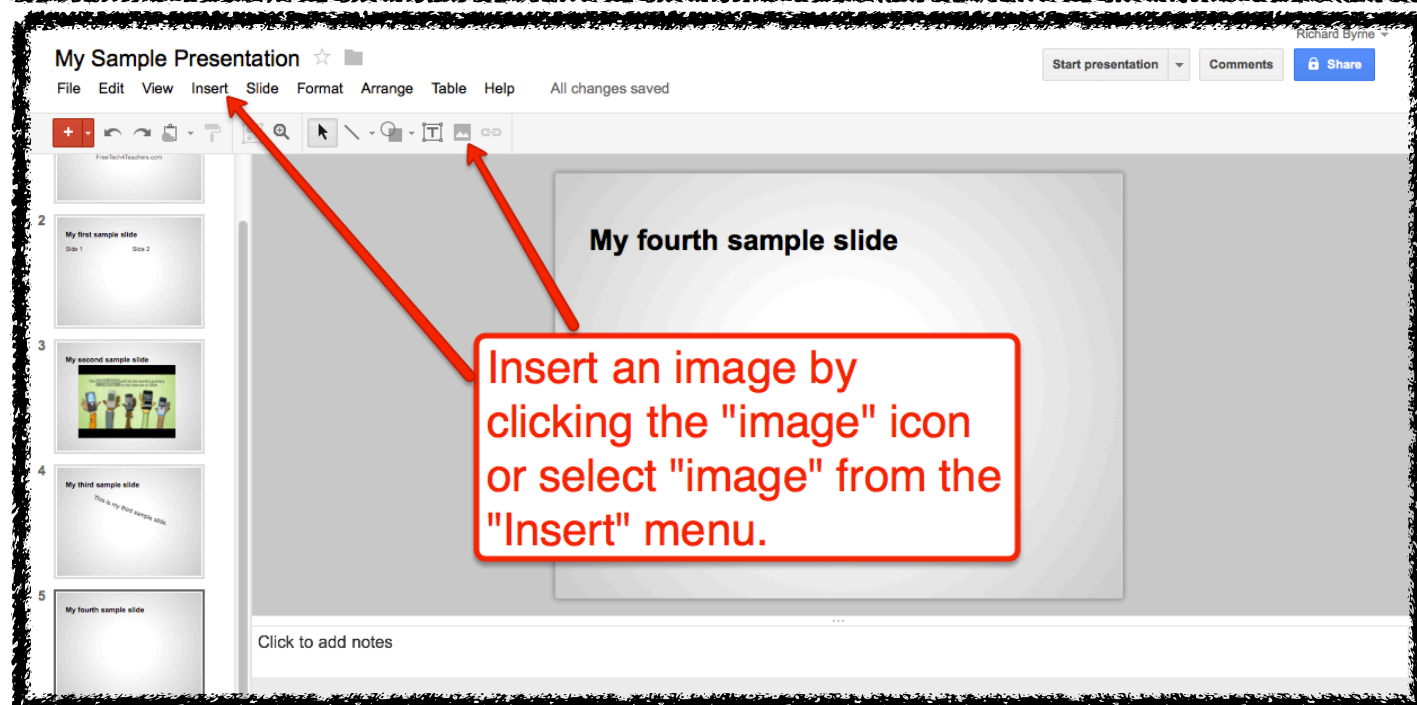 Richard Byrne
My Sample Presentation
Start presentation
Comments
Share
File Edit View Insert Slide Format Arrange Table Help All changes saved
FreeTech4Teachers.com
2
My first sample slide
Side 1 Side 2
3
My second sample slide
4
My third sample slide
This is my third sample slide.
5
My fourth sample slide
My fourth sample slide
Insert an image by
clicking the "image" icon
or select "image" from the
"Insert" menu.
Click to add notes